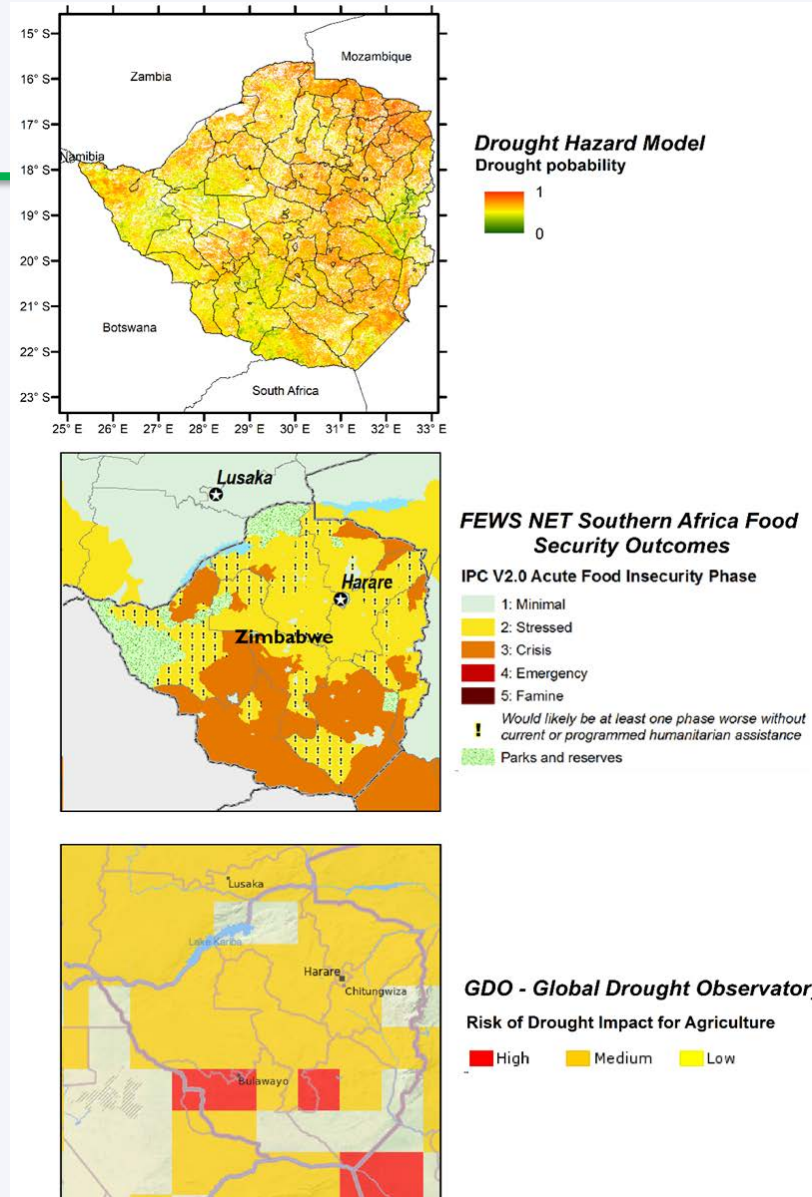 15° S
16° S
17° S
18° S
19° S
20° S
21° S
22° S
23° S
25° E 26° E 27° E 28° E 29° E 30° E 31° E 32° E 33° E
Zambia
Mozambique
Namibia
Botswana
South Africa
Drought Hazard Model
Drought pobability
1
0
Lusaka
Harare
Zimbabwe
FEWS NET Southern Africa Food
Security Outcomes
IPC V2.0 Acute Food Insecurity Phase
1: Minimal
2: Stressed
3: Crisis
4: Emergency
5: Famine
! Would likely be at least one phase worse without
current or programmed humanitarian assistance
Parks and reserves
Lusaka
Lake Kariba
Harare
Chitungwiza
Bulawayo
GDO - Global Drought Observatory
Risk of Drought Impact for Agriculture
High Medium Low